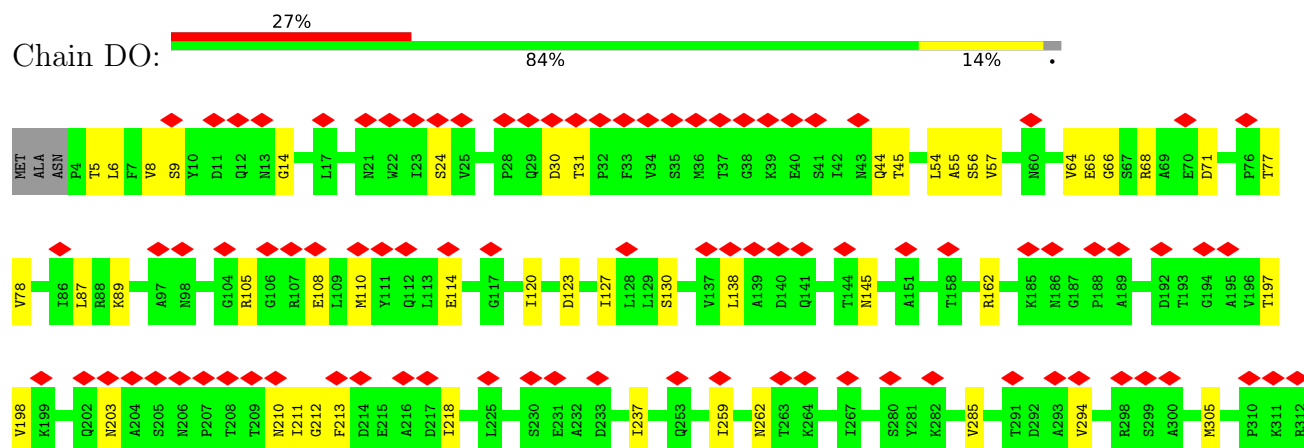 27%
Chain DO:
84% 14% •
MET ALA ASN P4 T5 L6 F7 V8 S9 Y10 D11 Q12 N13 G14 L17 N21 W22 I23 S24 V25 P28 Q29 D30 T31 P32 F33 V34 S35 M36 T37 G38 K39 E40 S41 I42 N43 Q44 T45 L54 A55 S56 V57 N60 V64 E65 G66 S67 R68 A69 E70 D71 P76 T77
V78 I86 L87 R88 K89 A97 N98 G104 R105 G106 R107 E108 L109 M110 Y111 Q112 L113 E114 G117 I120 D123 I127 L128 L129 S130 V137 L138 A139 D140 Q141 T144 N145 A151 T158 R162 K185 N186 G187 P188 A189 D192 T193 G194 A195 V196 T197
V198 K199 Q202 N203 A204 S205 N206 P207 T208 T209 N210 I211 G212 F213 D214 E215 A216 D217 I218 L225 S230 E231 A232 D233 I237 Q253 I259 N262 T263 K264 I267 S280 Y281 K282 V285 T291 D292 A293 V294 R298 S299 A300 M305 P310 K311 R312